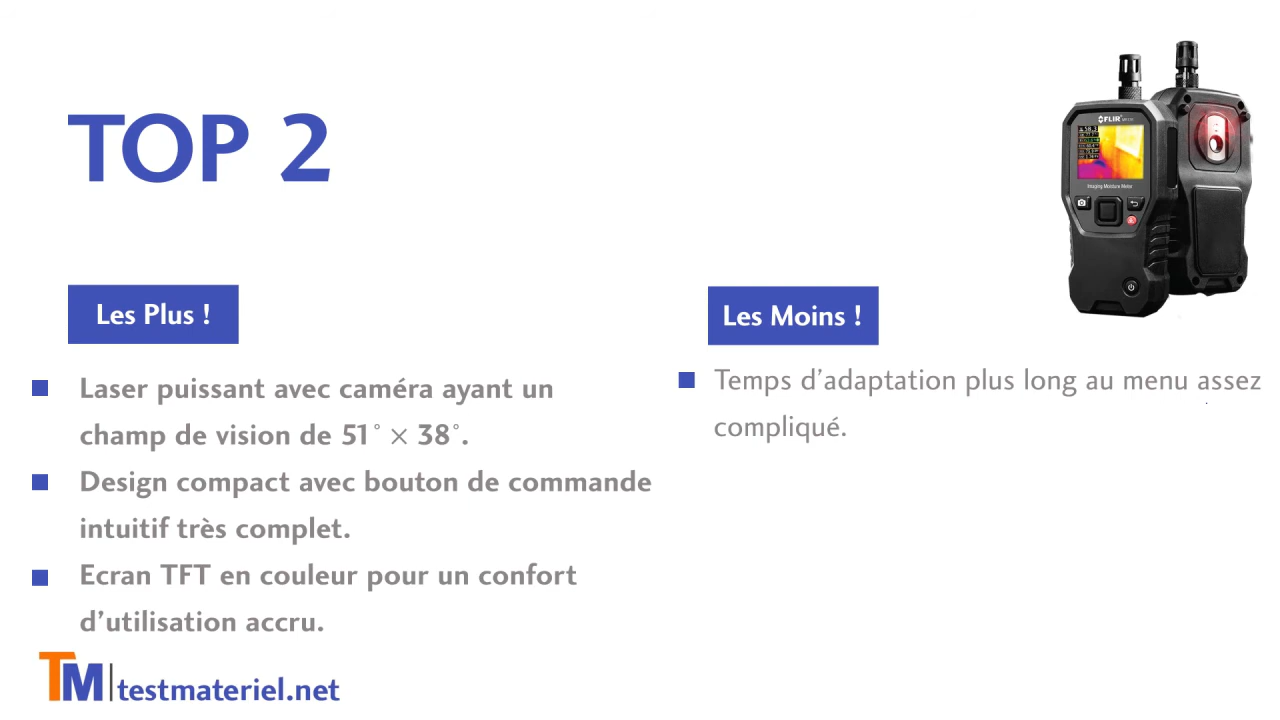 TOP 2
FLIR
Imaging Moisture Meter
Les Plus !
Laser puissant avec caméra ayant un
champ de vision de 51° × 38°.
Design compact avec bouton de commande
intuitif très complet.
Ecran TFT en couleur pour un confort
d’utilisation accru.
Les Moins !
Temps d’adaptation plus long au menu assez
compliqué.
TM|testmateriel.net